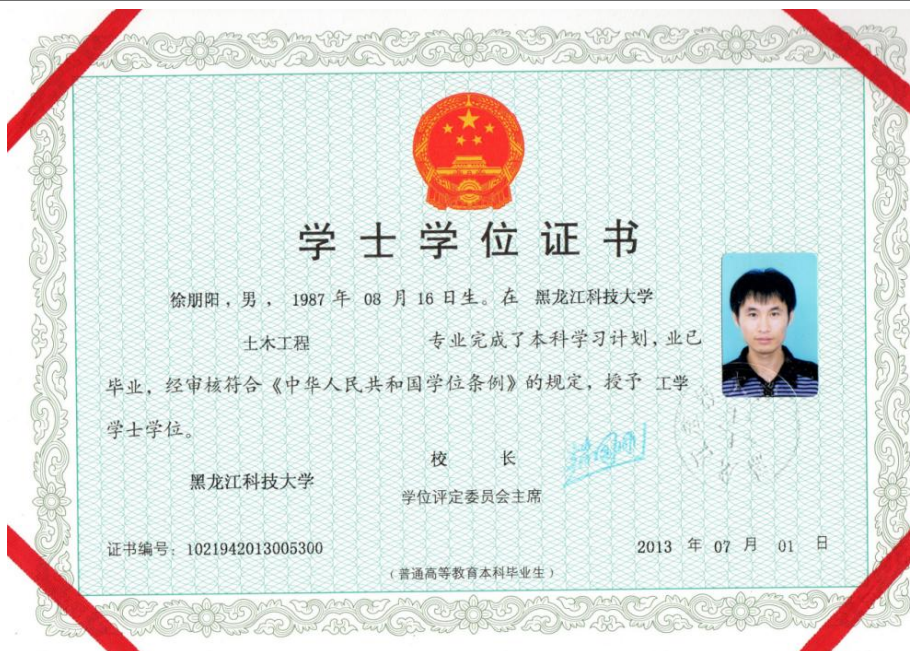 学士学位证书
徐朋阳，男， 1987 年 08 月 16 日生。在 黑龙江科技大学
土木工程 专业完成了本科学习计划，业已
毕业，经审核符合《中华人民共和国学位条例》的规定，授予 工学
学士学位。
校 长
黑龙江科技大学
学位评定委员会主席
证书编号：1021942013005300
2013 年 07 月 01 日
（普通高等教育本科毕业生）